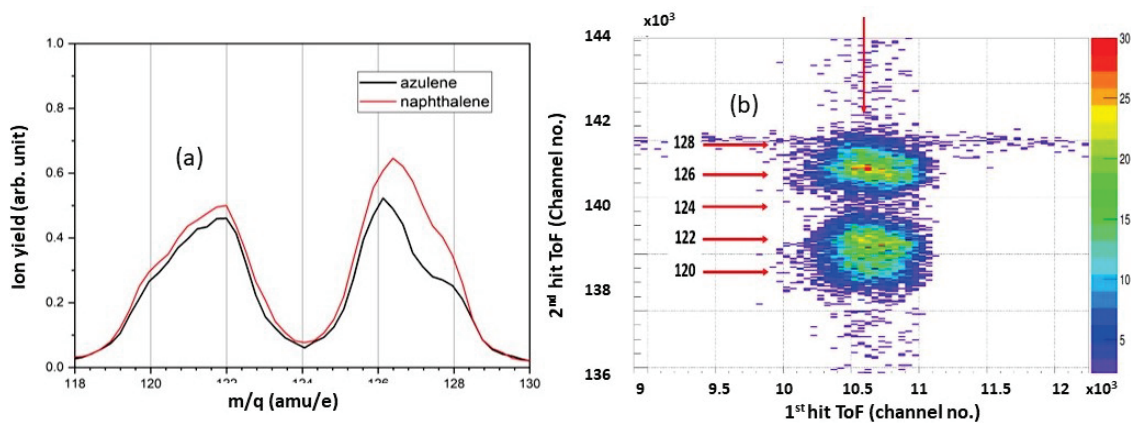 1.0
0.8
0.6
0.4
0.2
0.0
Ion yield (arb. unit)
azulene
naphthalene
(a)
118 120 122 124 126 128 130
m/q (amu/e)
x10³
144
142
140
138
136
2nd hit ToF (Channel no.)
(b)
128
126
124
122
120
9 9.5 10 10.5 11 11.5 12 x10³
1st hit ToF (channel no.)
30
25
20
15
10
5